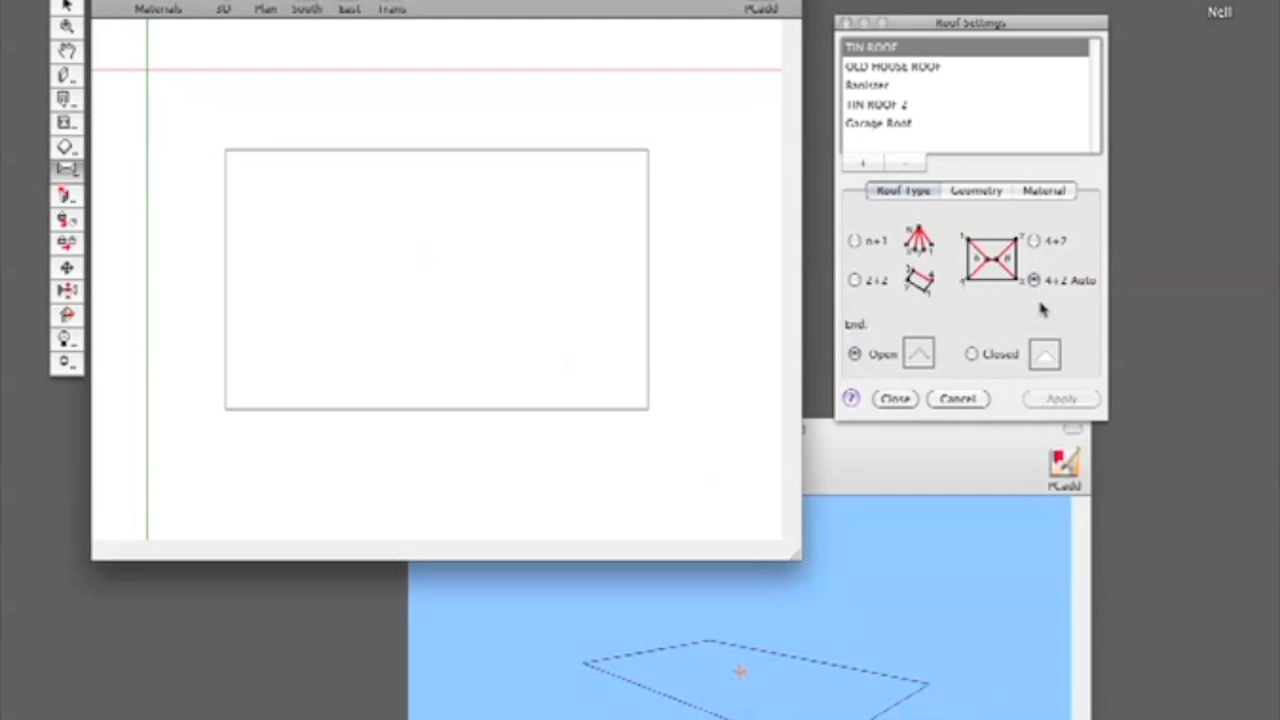 Neil
Materials 3D Plan South East Trans PCadd
Roof Settings
TIN ROOF
OLD HOUSE ROOF
Banister
TIN ROOF 2
Garage Roof
+ -
Roof Type Geometry Material
n+1 4+2
2+2 4+2 Auto
End:
Open Closed
? Close Cancel Apply
PCadd